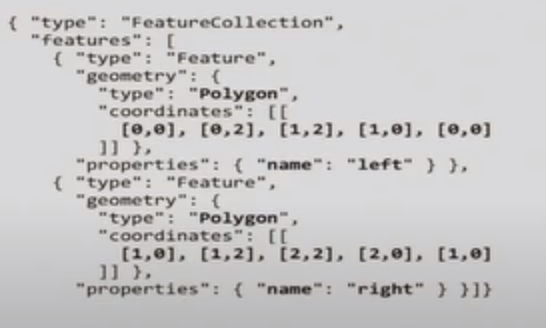 { "type": "FeatureCollection",
"features": [
{ "type": "Feature",
"geometry": {
"type": "Polygon",
"coordinates": [[
[0,0], [0,2], [1,2], [1,0], [0,0]
]] },
"properties": { "name": "left" } },
{ "type": "Feature",
"geometry": {
"type": "Polygon",
"coordinates": [[
[1,0], [1,2], [2,2], [2,0], [1,0]
]] },
"properties": { "name": "right" } }]}